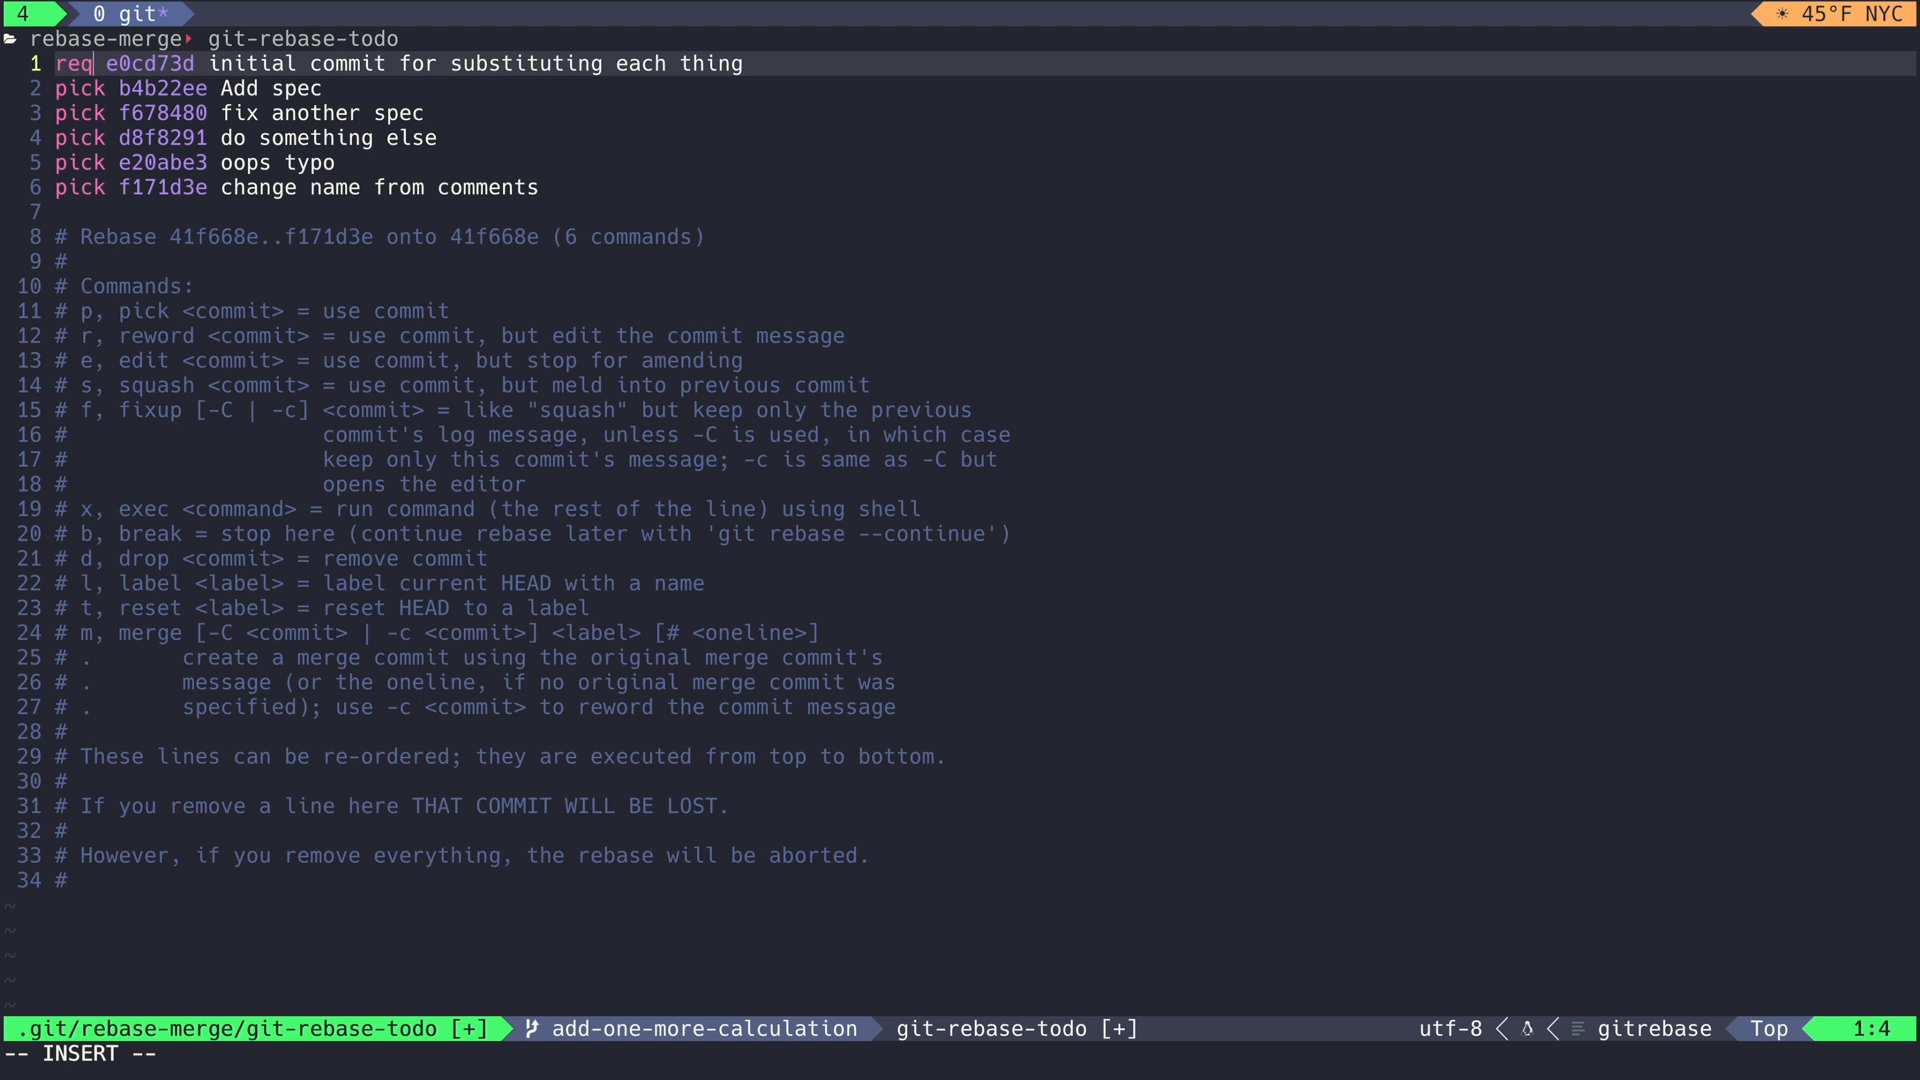 4 0 git* ☀ 45°F NYC
rebase-merge git-rebase-todo
1 req e0cd73d initial commit for substituting each thing
2 pick b4b22ee Add spec
3 pick f678480 fix another spec
4 pick d8f8291 do something else
5 pick e20abe3 oops typo
6 pick f171d3e change name from comments
7
8 # Rebase 41f668e..f171d3e onto 41f668e (6 commands)
9 #
10 # Commands:
11 # p, pick <commit> = use commit
12 # r, reword <commit> = use commit, but edit the commit message
13 # e, edit <commit> = use commit, but stop for amending
14 # s, squash <commit> = use commit, but meld into previous commit
15 # f, fixup [-C | -c] <commit> = like "squash" but keep only the previous
16 #                    commit's log message, unless -C is used, in which case
17 #                    keep only this commit's message; -c is same as -C but
18 #                    opens the editor
19 # x, exec <command> = run command (the rest of the line) using shell
20 # b, break = stop here (continue rebase later with 'git rebase --continue')
21 # d, drop <commit> = remove commit
22 # l, label <label> = label current HEAD with a name
23 # t, reset <label> = reset HEAD to a label
24 # m, merge [-C <commit> | -c <commit>] <label> [# <oneline>]
25 # .       create a merge commit using the original merge commit's
26 # .       message (or the oneline, if no original merge commit was
27 # .       specified); use -c <commit> to reword the commit message
28 #
29 # These lines can be re-ordered; they are executed from top to bottom.
30 #
31 # If you remove a line here THAT COMMIT WILL BE LOST.
32 #
33 # However, if you remove everything, the rebase will be aborted.
34 #
~
~
~
~
~
.git/rebase-merge/git-rebase-todo [+] add-one-more-calculation git-rebase-todo [+] utf-8 gitrebase Top 1:4
-- INSERT --